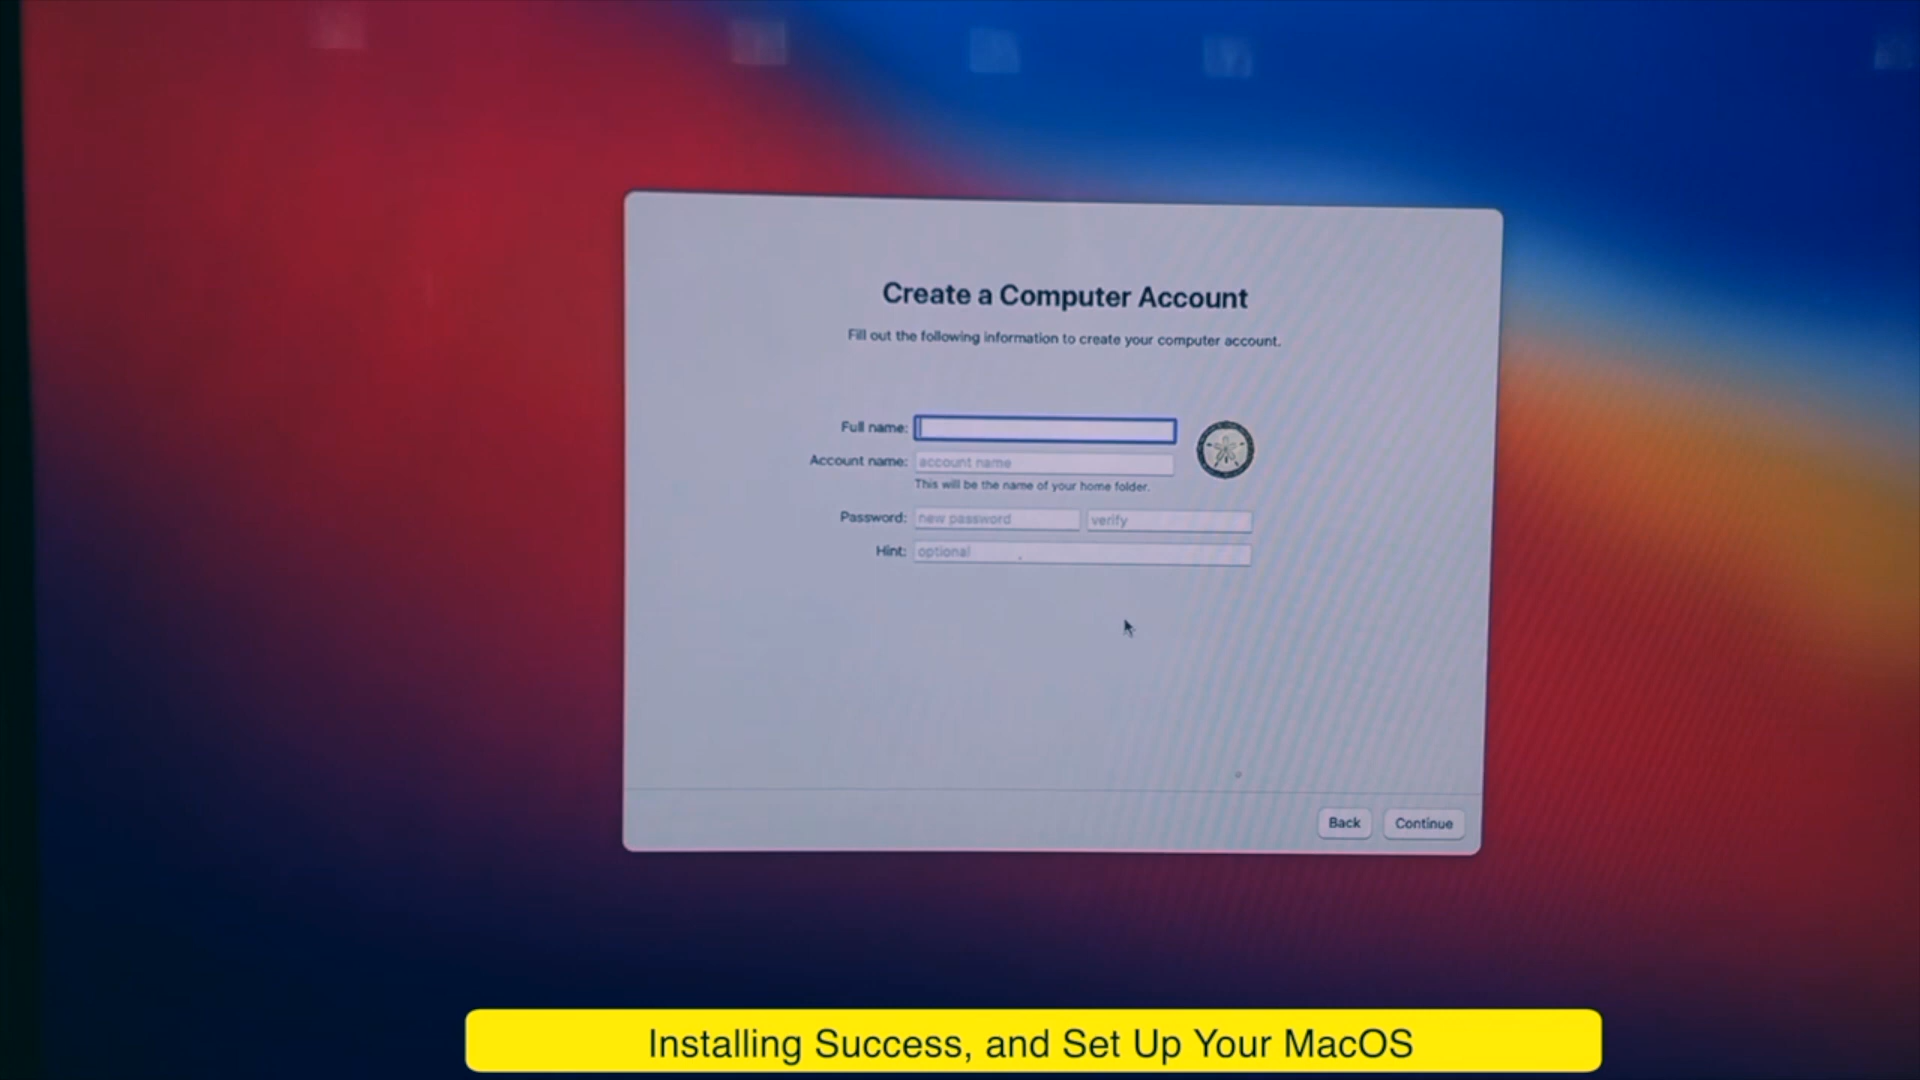 Create a Computer Account
Fill out the following information to create your computer account.
Full name:
Account name: account name
This will be the name of your home folder.
Password: new password verify
Hint: optional
Back Continue
Installing Success, and Set Up Your MacOS